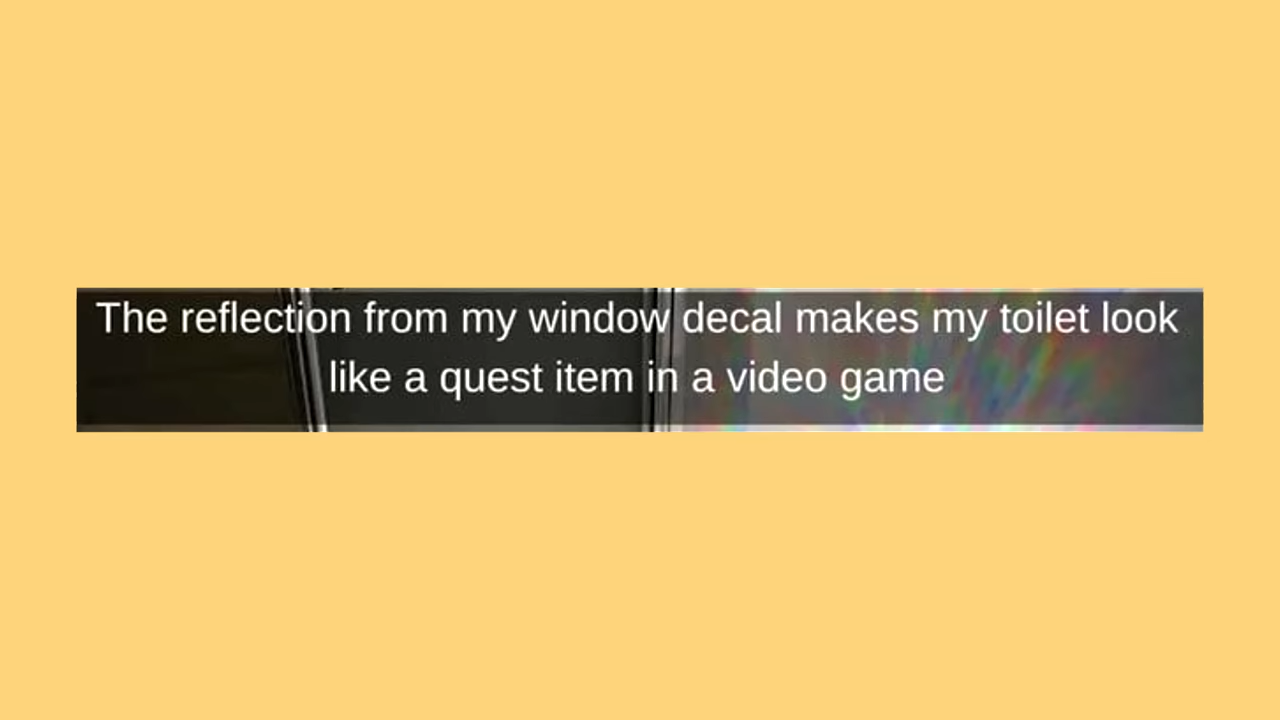 The reflection from my window decal makes my toilet look
like a quest item in a video game